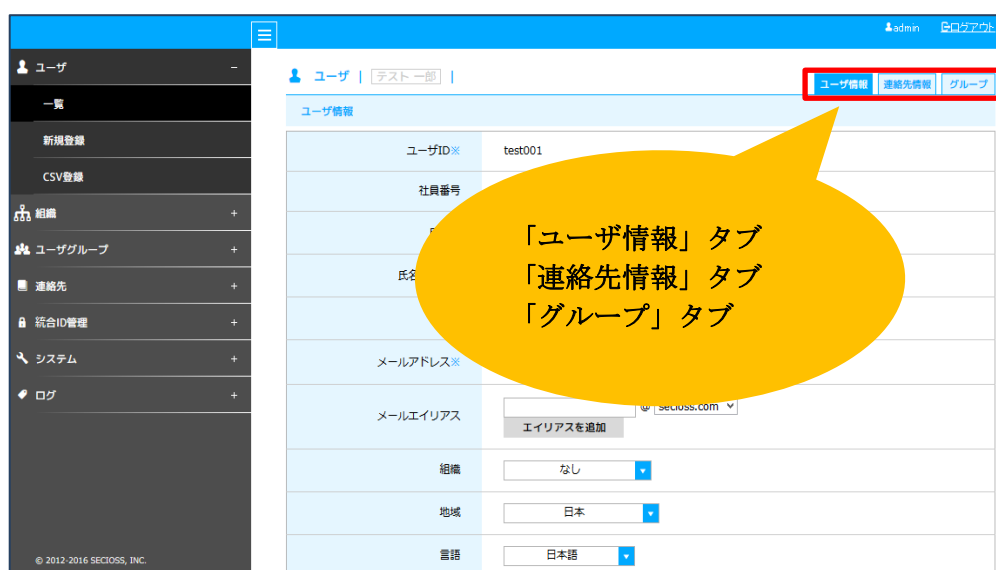 admin ログアウト
ユーザ －
一覧
新規登録
CSV登録
組織 +
ユーザグループ +
連絡先 +
統合ID管理 +
システム +
ログ +
© 2012-2016 SECIOSS, INC.
ユーザ | テスト 一郎 |
ユーザ情報 連絡先情報 グループ
ユーザ情報
ユーザID※ test001
社員番号
氏名
「ユーザ情報」タブ
「連絡先情報」タブ
「グループ」タブ
メールアドレス※
メールエイリアス @ secioss.com
エイリアスを追加
組織 なし
地域 日本
言語 日本語